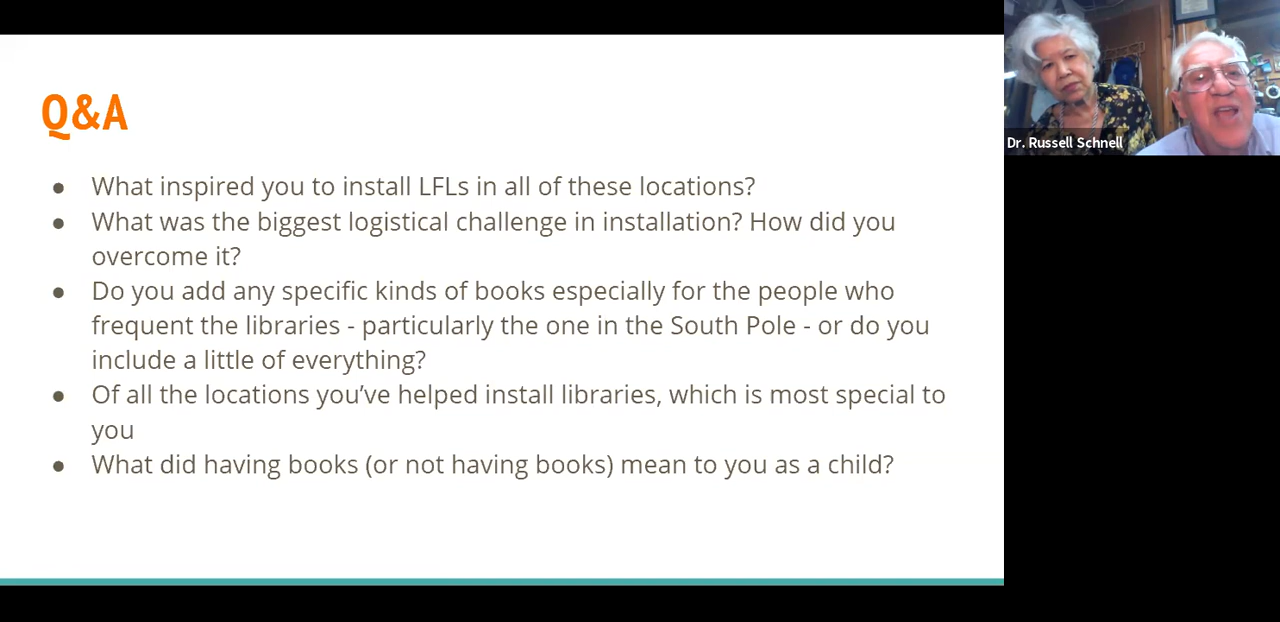 Q&A
● What inspired you to install LFLs in all of these locations?
● What was the biggest logistical challenge in installation? How did you
overcome it?
● Do you add any specific kinds of books especially for the people who
frequent the libraries - particularly the one in the South Pole - or do you
include a little of everything?
● Of all the locations you’ve helped install libraries, which is most special to
you
● What did having books (or not having books) mean to you as a child?
Dr. Russell Schnell